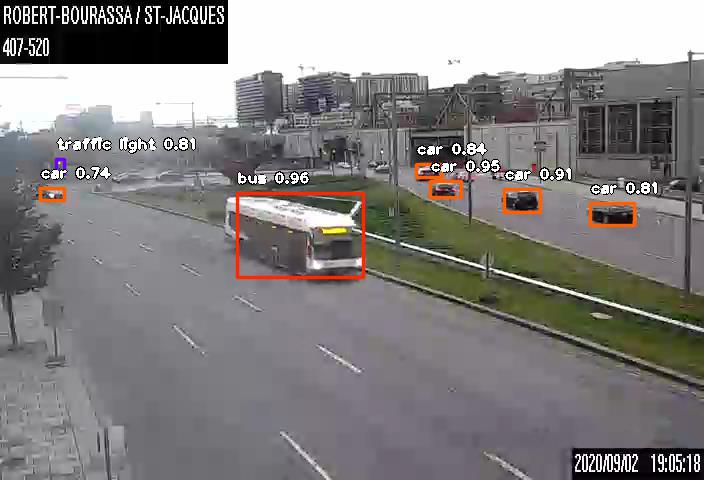 ROBERT-BOURASSA / ST-JACQUES
407-520
traffic light 0.81
car 0.74
bus 0.96
car 0.84
car 0.95
car 0.91
car 0.81
2020/09/02 19:05:18